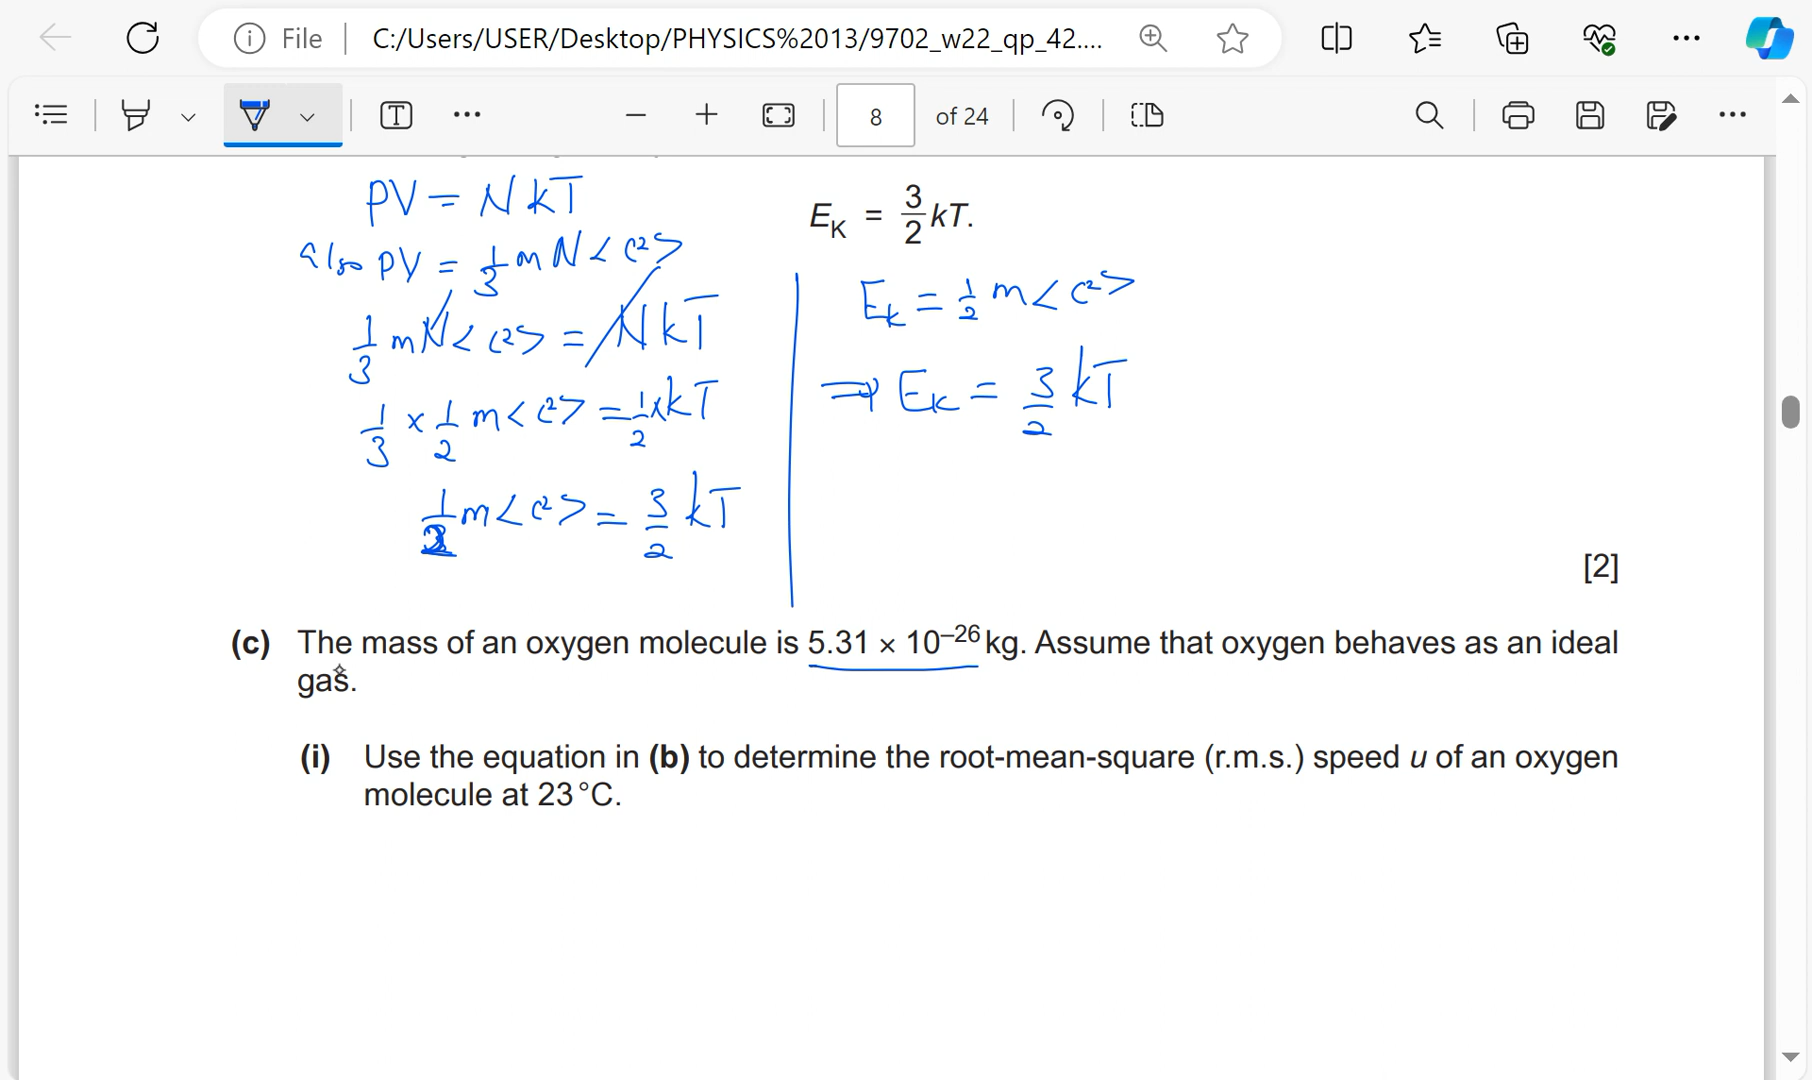 File C:/Users/USER/Desktop/PHYSICS%2013/9702_w22_qp_42....
8 of 24
PV = NkT
also PV = 1/3 mN<c²>
1/3 mN<c²> = NkT
1/3 × 1/2 m<c²> = 1/2 × kT
1/2 m<c²> = 3/2 kT
E_K = 3/2 kT.
E_k = 1/2 m<c²>
⇒ E_K = 3/2 kT
[2]
(c) The mass of an oxygen molecule is 5.31 × 10⁻²⁶ kg. Assume that oxygen behaves as an ideal
gas.
(i) Use the equation in (b) to determine the root-mean-square (r.m.s.) speed u of an oxygen
molecule at 23 °C.